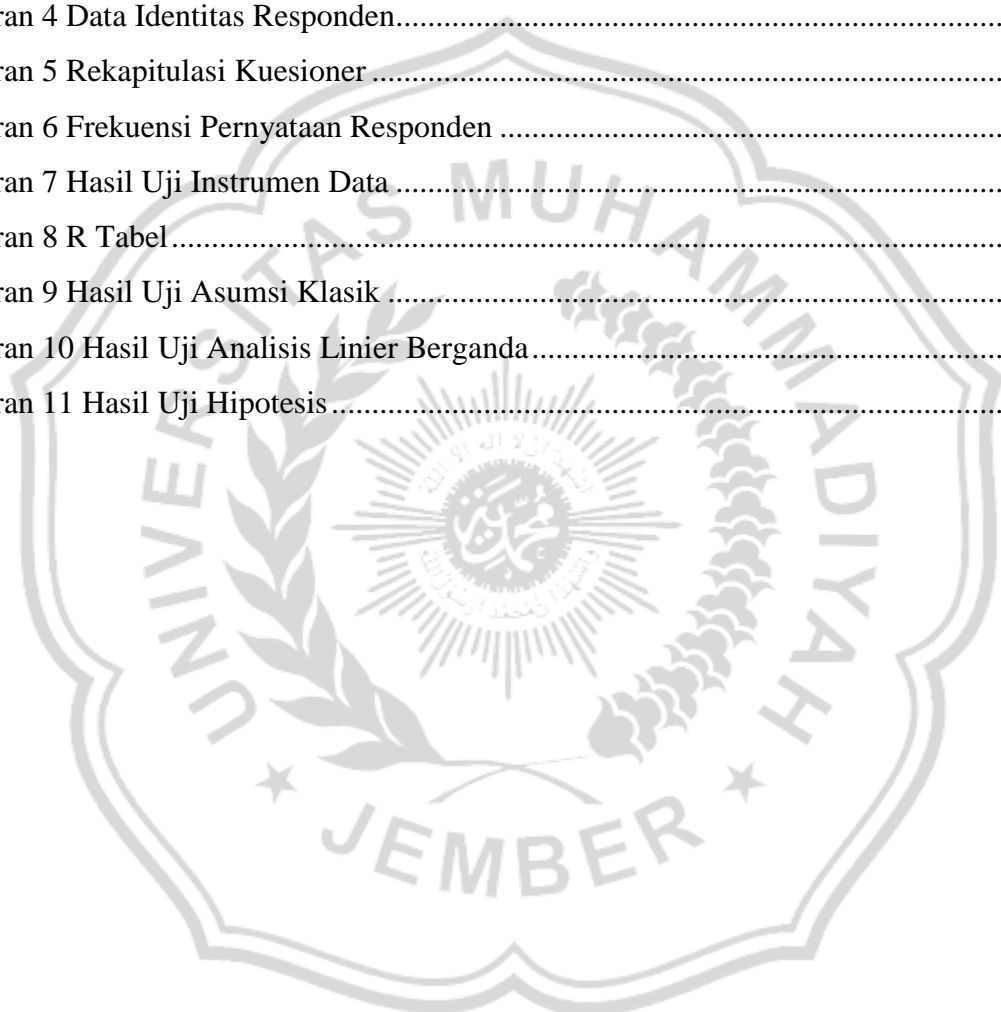 ran 4 Data Identitas Responden
ran 5 Rekapitulasi Kuesioner
ran 6 Frekuensi Pernyataan Responden
ran 7 Hasil Uji Instrumen Data
ran 8 R Tabel
ran 9 Hasil Uji Asumsi Klasik
ran 10 Hasil Uji Analisis Linier Berganda
ran 11 Hasil Uji Hipotesis
UNIVERSITAS MUHAMMADIYAH
JEMBER